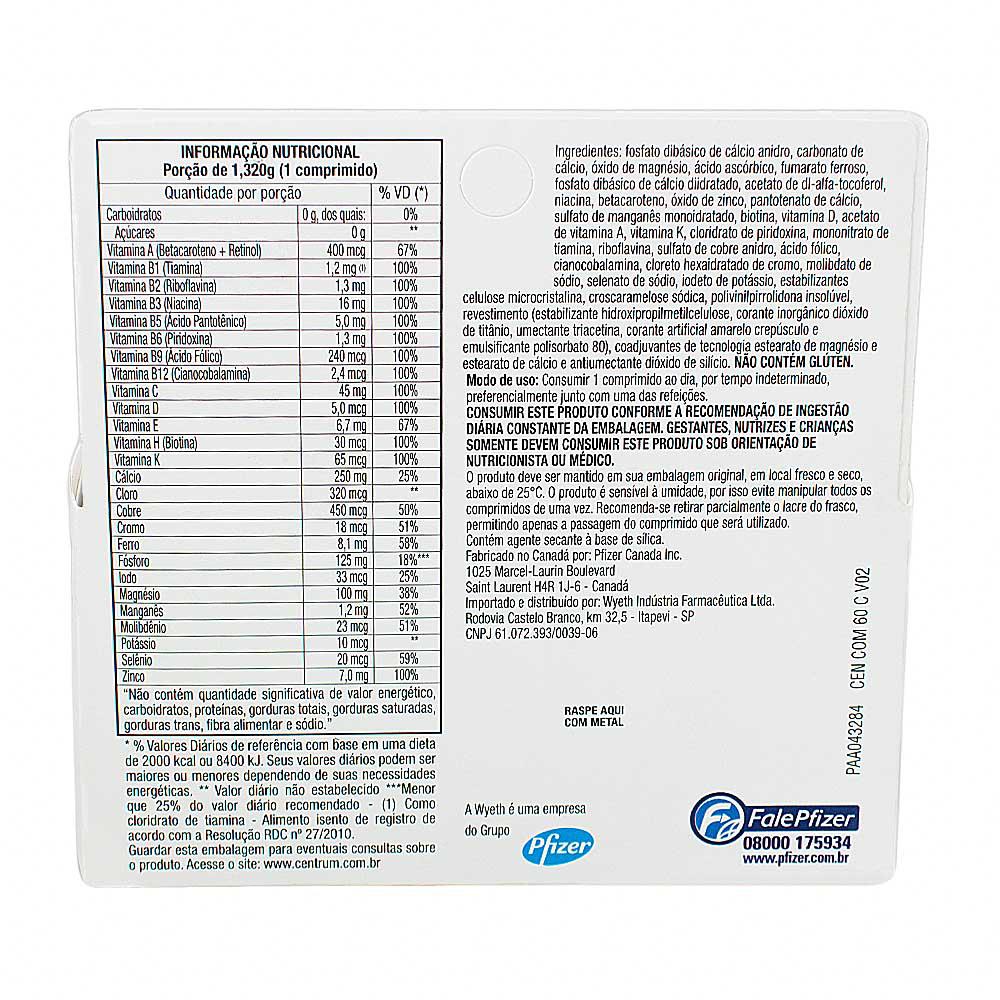 INFORMAÇÃO NUTRICIONAL
Porção de 1,320g (1 comprimido)
Quantidade por porção % VD (*)
Carboidratos 0 g, dos quais: 0%
Açúcares 0 g **
Vitamina A (Betacaroteno + Retinol) 400 mcg 67%
Vitamina B1 (Tiamina) 1,2 mg (1) 100%
Vitamina B2 (Riboflavina) 1,3 mg 100%
Vitamina B3 (Niacina) 16 mg 100%
Vitamina B5 (Ácido Pantotênico) 5,0 mg 100%
Vitamina B6 (Piridoxina) 1,3 mg 100%
Vitamina B9 (Ácido Fólico) 240 mcg 100%
Vitamina B12 (Cianocobalamina) 2,4 mcg 100%
Vitamina C 45 mg 100%
Vitamina D 5,0 mcg 100%
Vitamina E 6,7 mg 67%
Vitamina H (Biotina) 30 mcg 100%
Vitamina K 65 mcg 100%
Cálcio 250 mg 25%
Cloro 320 mcg **
Cobre 450 mcg 50%
Cromo 18 mcg 51%
Ferro 8,1 mg 58%
Fósforo 125 mg 18%***
Iodo 33 mcg 25%
Magnésio 100 mg 38%
Manganês 1,2 mg 52%
Molibdênio 23 mcg 51%
Potássio 10 mcg **
Selênio 20 mcg 59%
Zinco 7,0 mg 100%
"Não contém quantidade significativa de valor energético,
carboidratos, proteínas, gorduras totais, gorduras saturadas,
gorduras trans, fibra alimentar e sódio."
* % Valores Diários de referência com base em uma dieta
de 2000 kcal ou 8400 kJ. Seus valores diários podem ser
maiores ou menores dependendo de suas necessidades
energéticas. ** Valor diário não estabelecido ***Menor
que 25% do valor diário recomendado - (1) Como
cloridrato de tiamina - Alimento isento de registro de
acordo com a Resolução RDC nº 27/2010.
Guardar esta embalagem para eventuais consultas sobre
o produto. Acesse o site: www.centrum.com.br
Ingredientes: fosfato dibásico de cálcio anidro, carbonato de
cálcio, óxido de magnésio, ácido ascórbico, fumarato ferroso,
fosfato dibásico de cálcio diidratado, acetato de dl-alfa-tocoferol,
niacina, betacaroteno, óxido de zinco, pantotenato de cálcio,
sulfato de manganês monoidratado, biotina, vitamina D, acetato
de vitamina A, vitamina K, cloridrato de piridoxina, mononitrato de
tiamina, riboflavina, sulfato de cobre anidro, ácido fólico,
cianocobalamina, cloreto hexaidratado de cromo, molibdato de
sódio, selenato de sódio, iodeto de potássio, estabilizantes
celulose microcristalina, croscaramelose sódica, polivinilpirrolidona insolúvel,
revestimento (estabilizante hidroxipropilmetilcelulose, corante inorgânico dióxido
de titânio, umectante triacetina, corante artificial amarelo crepúsculo e
emulsificante polisorbato 80), coadjuvantes de tecnologia estearato de magnésio e
estearato de cálcio e antiumectante dióxido de silício. NÃO CONTÉM GLÚTEN.
Modo de uso: Consumir 1 comprimido ao dia, por tempo indeterminado,
preferencialmente junto com uma das refeições.
CONSUMIR ESTE PRODUTO CONFORME A RECOMENDAÇÃO DE INGESTÃO
DIÁRIA CONSTANTE DA EMBALAGEM. GESTANTES, NUTRIZES E CRIANÇAS
SOMENTE DEVEM CONSUMIR ESTE PRODUTO SOB ORIENTAÇÃO DE
NUTRICIONISTA OU MÉDICO.
O produto deve ser mantido em sua embalagem original, em local fresco e seco,
abaixo de 25°C. O produto é sensível à umidade, por isso evite manipular todos os
comprimidos de uma vez. Recomenda-se retirar parcialmente o lacre do frasco,
permitindo apenas a passagem do comprimido que será utilizado.
Contém agente secante à base de sílica.
Fabricado no Canadá por: Pfizer Canada Inc.
1025 Marcel-Laurin Boulevard
Saint Laurent H4R 1J-6 - Canadá
Importado e distribuído por: Wyeth Indústria Farmacêutica Ltda.
Rodovia Castelo Branco, km 32,5 - Itapevi - SP
CNPJ 61.072.393/0039-06
RASPE AQUI
COM METAL
A Wyeth é uma empresa
do Grupo
Pfizer
FalePfizer
08000 175934
www.pfizer.com.br
PAA043284 CEN COM 60 C V02